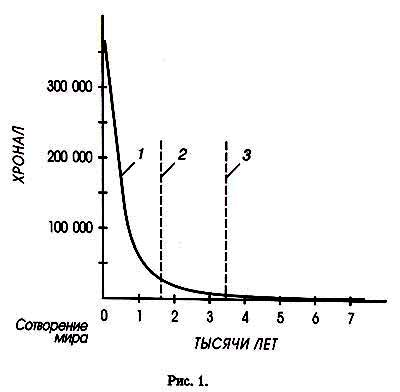 ХРОНАЛ
300 000
200 000
100 000
1
2
3
0 1 2 3 4 5 6 7
Сотворение
мира
ТЫСЯЧИ ЛЕТ
Рис. 1.